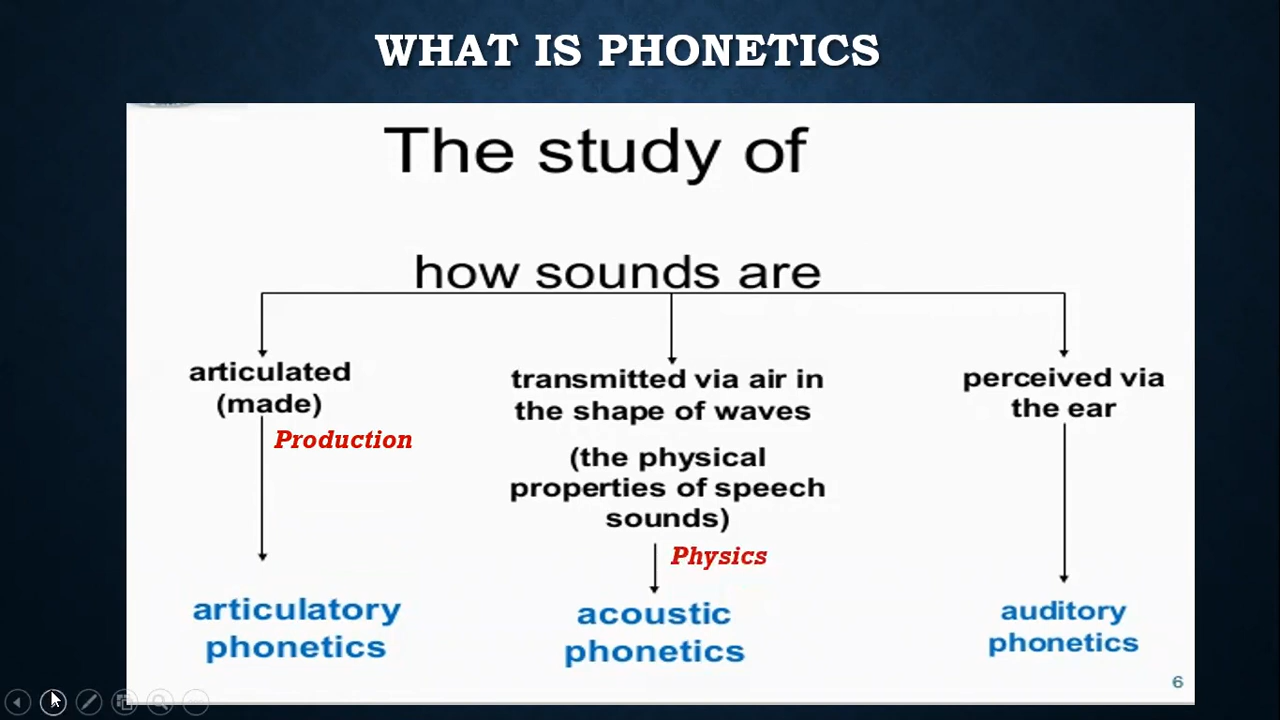 WHAT IS PHONETICS
The study of
how sounds are
articulated
(made)
Production
transmitted via air in
the shape of waves
(the physical
properties of speech
sounds)
Physics
perceived via
the ear
articulatory
phonetics
acoustic
phonetics
auditory
phonetics
6